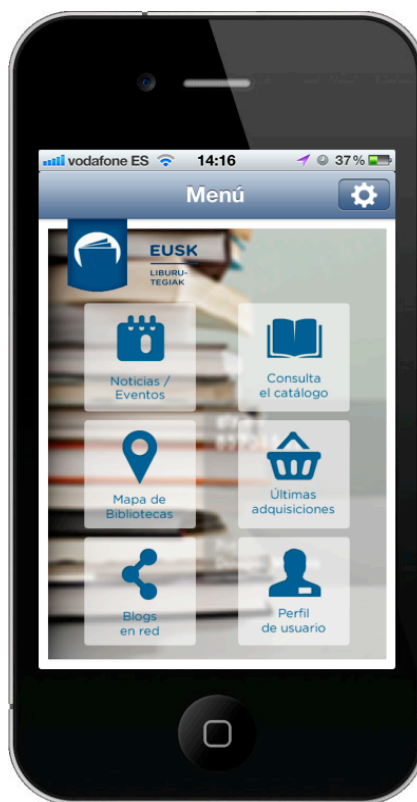 vodafone ES 14:16 37%
Menú
EUSK
LIBURU-
TEGIAK
Noticias /
Eventos
Consulta
el catálogo
Mapa de
Bibliotecas
Últimas
adquisiciones
Blogs
en red
Perfil
de usuario